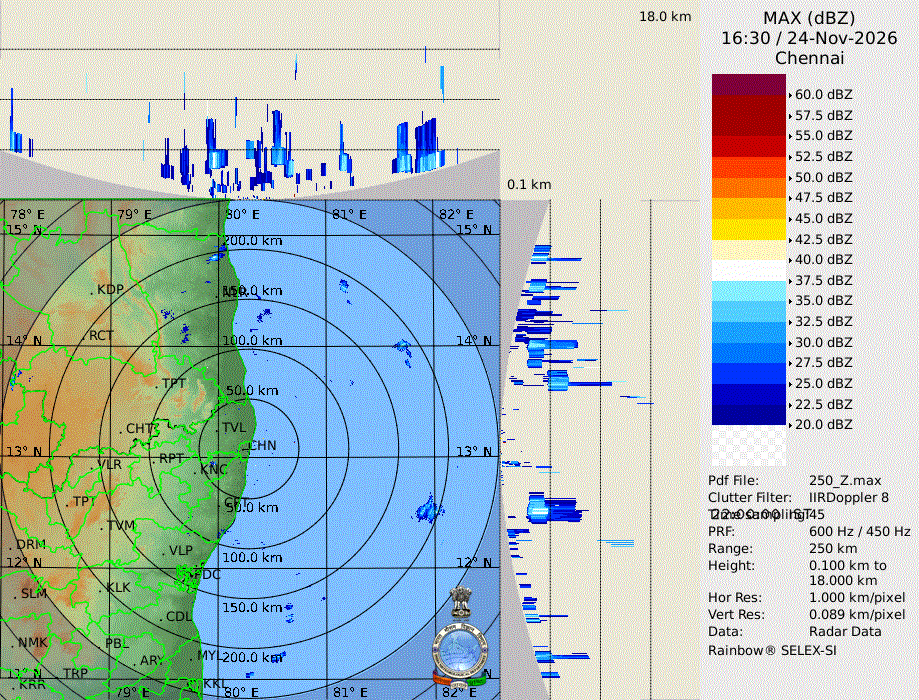 18.0 km
0.1 km
MAX (dBZ)
16:30 / 24-Nov-2026
Chennai
60.0 dBZ
57.5 dBZ
55.0 dBZ
52.5 dBZ
50.0 dBZ
47.5 dBZ
45.0 dBZ
42.5 dBZ
40.0 dBZ
37.5 dBZ
35.0 dBZ
32.5 dBZ
30.0 dBZ
27.5 dBZ
25.0 dBZ
22.5 dBZ
20.0 dBZ
Pdf File: 250_Z.max
Clutter Filter: IIRDoppler 8
Time sampling:45
22:00:00 IST
PRF: 600 Hz / 450 Hz
Range: 250 km
Height: 0.100 km to
18.000 km
Hor Res: 1.000 km/pixel
Vert Res: 0.089 km/pixel
Data: Radar Data
Rainbow® SELEX-SI
78° E 79° E 80° E 81° E 82° E
15° N 15° N
200.0 km
KDP
150.0 km
RCT
14° N 100.0 km 14° N
TPT
50.0 km
CHT TVL
CHN
13° N 13° N
VLR RPT KNC
TPT
50.0 km
TVM
DRM VLP
100.0 km
12° N 12° N
PDC
SLM KLK
150.0 km
CDL
NMK PBL
ARY MYL 200.0 km
TRP
KRR KKL
79° E 80° E 81° E 82° E